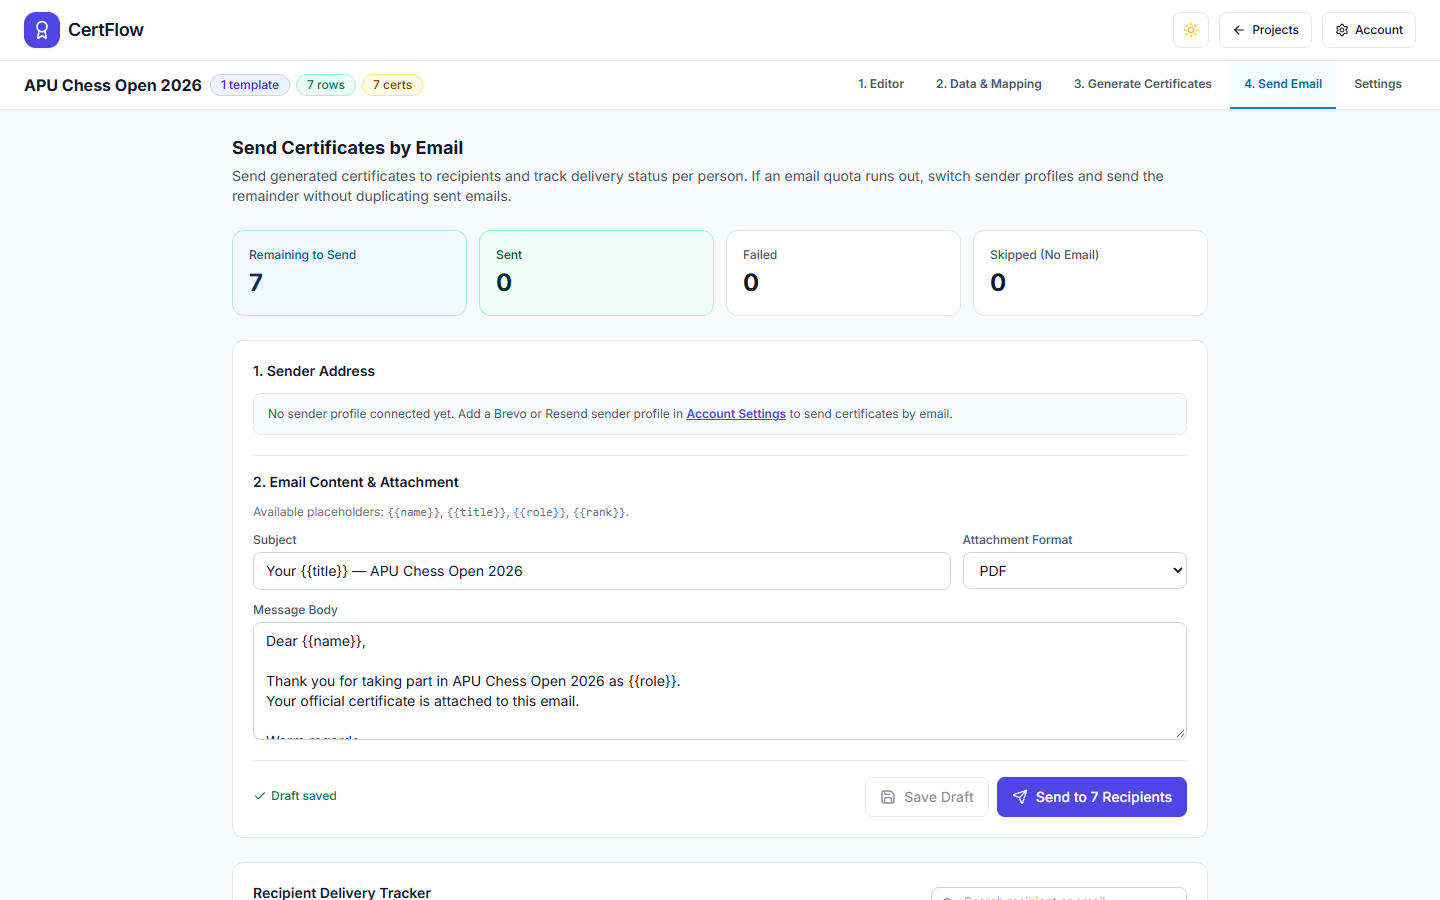 CertFlow
Projects
Account
APU Chess Open 2026
1 template
7 rows
7 certs
1. Editor
2. Data & Mapping
3. Generate Certificates
4. Send Email
Settings
Send Certificates by Email
Send generated certificates to recipients and track delivery status per person. If an email quota runs out, switch sender profiles and send the
remainder without duplicating sent emails.
Remaining to Send
7
Sent
0
Failed
0
Skipped (No Email)
0
1. Sender Address
No sender profile connected yet. Add a Brevo or Resend sender profile in Account Settings to send certificates by email.
2. Email Content & Attachment
Available placeholders: {{name}}, {{title}}, {{role}}, {{rank}}.
Subject
Attachment Format
Your {{title}} — APU Chess Open 2026
PDF
Message Body
Dear {{name}},
Thank you for taking part in APU Chess Open 2026 as {{role}}.
Your official certificate is attached to this email.
Warm regards
Draft saved
Save Draft
Send to 7 Recipients
Recipient Delivery Tracker
Search recipient or email